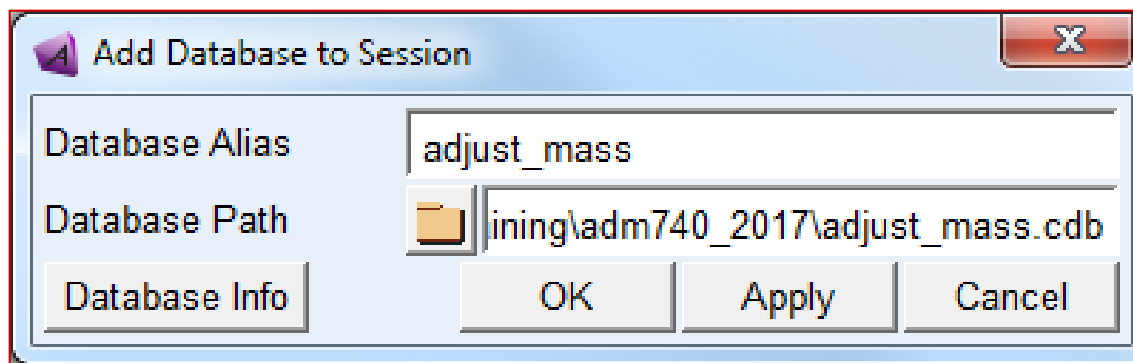 Add Database to Session
Database Alias adjust_mass
Database Path ining\adm740_2017\adjust_mass.cdb
Database Info OK Apply Cancel